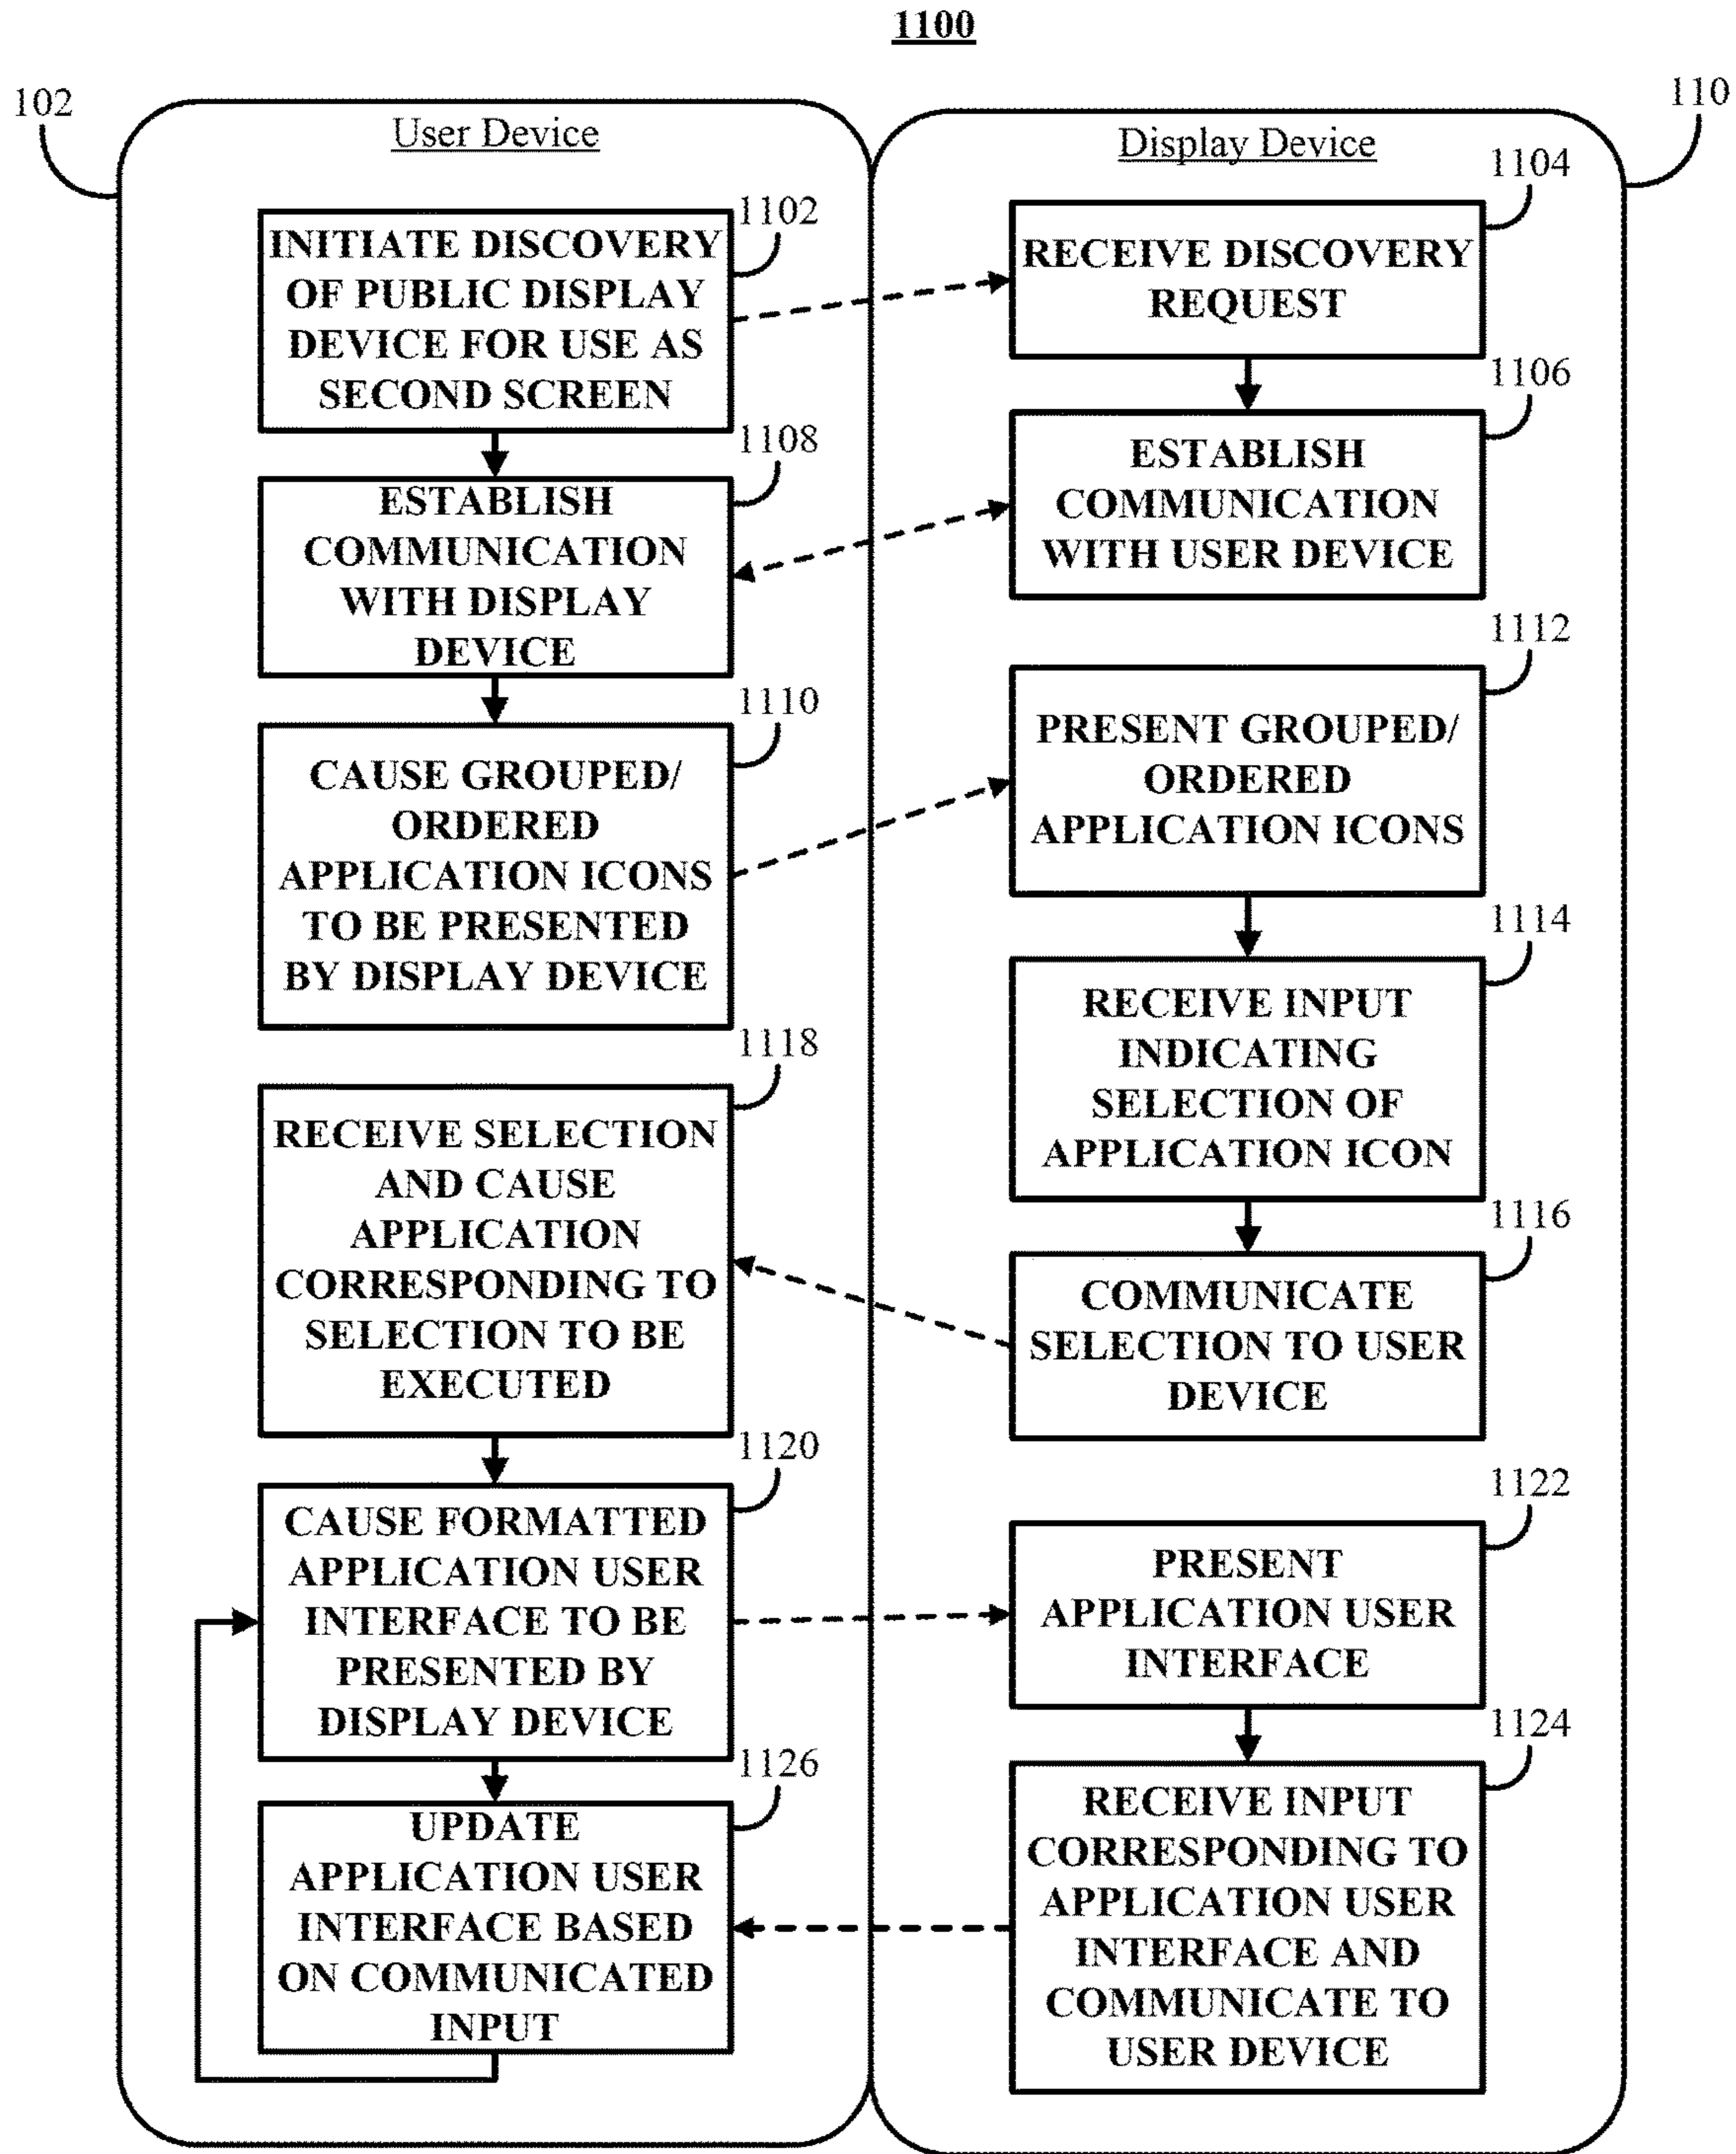 1100
102
110
User Device
Display Device
1102
INITIATE DISCOVERY
OF PUBLIC DISPLAY
DEVICE FOR USE AS
SECOND SCREEN
1104
RECEIVE DISCOVERY
REQUEST
1106
ESTABLISH
COMMUNICATION
WITH USER DEVICE
1108
ESTABLISH
COMMUNICATION
WITH DISPLAY
DEVICE
1110
CAUSE GROUPED/
ORDERED
APPLICATION ICONS
TO BE PRESENTED
BY DISPLAY DEVICE
1112
PRESENT GROUPED/
ORDERED
APPLICATION ICONS
1114
RECEIVE INPUT
INDICATING
SELECTION OF
APPLICATION ICON
1116
COMMUNICATE
SELECTION TO USER
DEVICE
1118
RECEIVE SELECTION
AND CAUSE
APPLICATION
CORRESPONDING TO
SELECTION TO BE
EXECUTED
1120
CAUSE FORMATTED
APPLICATION USER
INTERFACE TO BE
PRESENTED BY
DISPLAY DEVICE
1122
PRESENT
APPLICATION USER
INTERFACE
1124
RECEIVE INPUT
CORRESPONDING TO
APPLICATION USER
INTERFACE AND
COMMUNICATE TO
USER DEVICE
1126
UPDATE
APPLICATION USER
INTERFACE BASED
ON COMMUNICATED
INPUT